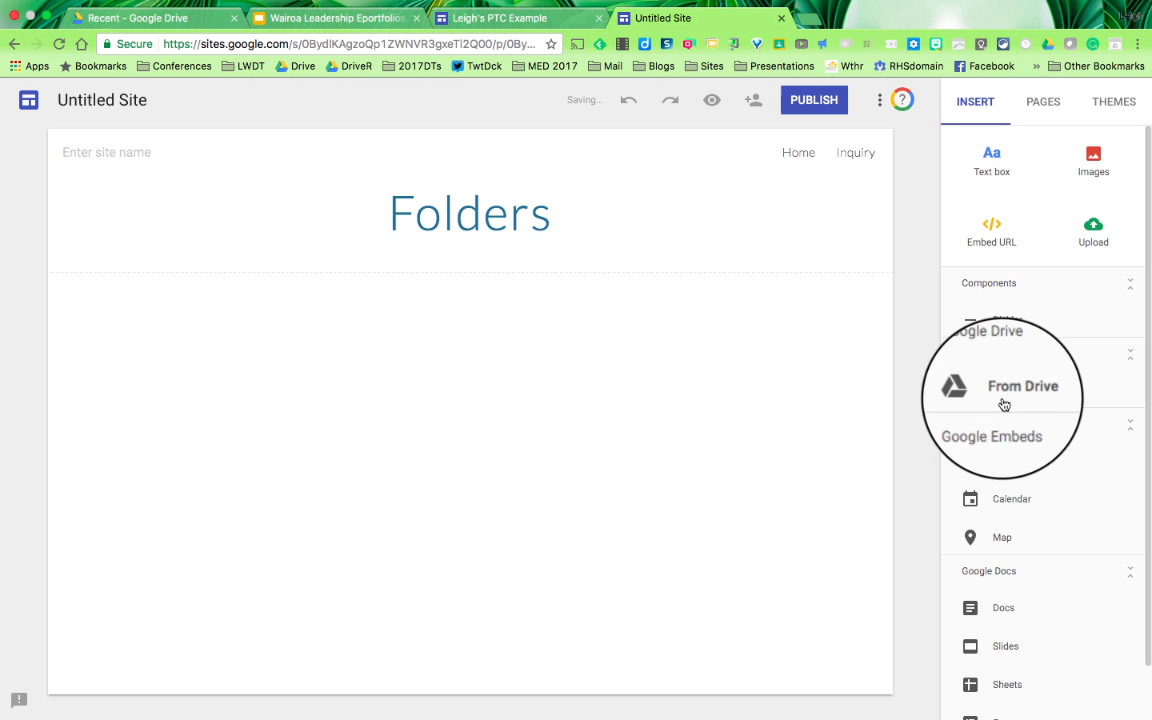 Recent - Google Drive
Wairoa Leadership Eportfolios
Leigh's PTC Example
Untitled Site
Leigh
Secure
https://sites.google.com/s/0BydlKAgzoQp1ZWNVR3gxeTl2Q00/p/0By...
Apps
Bookmarks
Conferences
LWDT
Drive
DriveR
2017DTs
TwtDck
MED 2017
Mail
Blogs
Sites
Presentations
Wthr
RHSdomain
Facebook
Other Bookmarks
Untitled Site
Saving...
PUBLISH
INSERT
PAGES
THEMES
Enter site name
Home
Inquiry
Folders
Aa
Text box
Images
Embed URL
Upload
Components
ogle Drive
From Drive
Google Embeds
Calendar
Map
Google Docs
Docs
Slides
Sheets